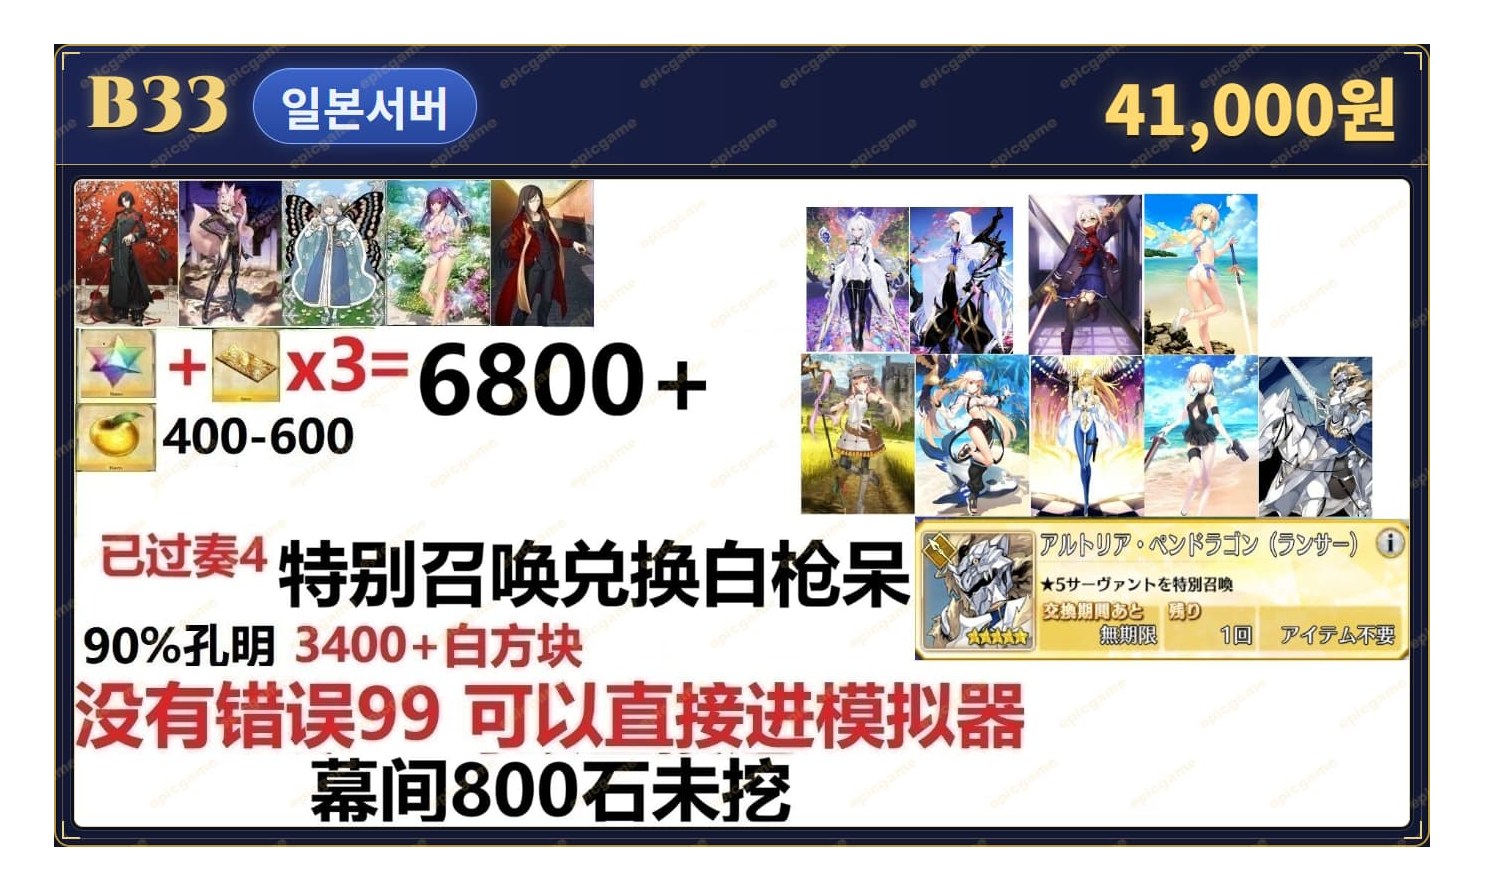 B33 일본서버 41,000원
+ x3= 6800+
400-600
已过奏4 特别召唤兑换白枪呆
90%孔明 3400+白方块
没有错误99 可以直接进模拟器
幕间800石未挖
アルトリア・ペンドラゴン（ランサー）
★5サーヴァントを特別召喚
交換期間あと 残り
無期限 1回 アイテム不要
epicgame